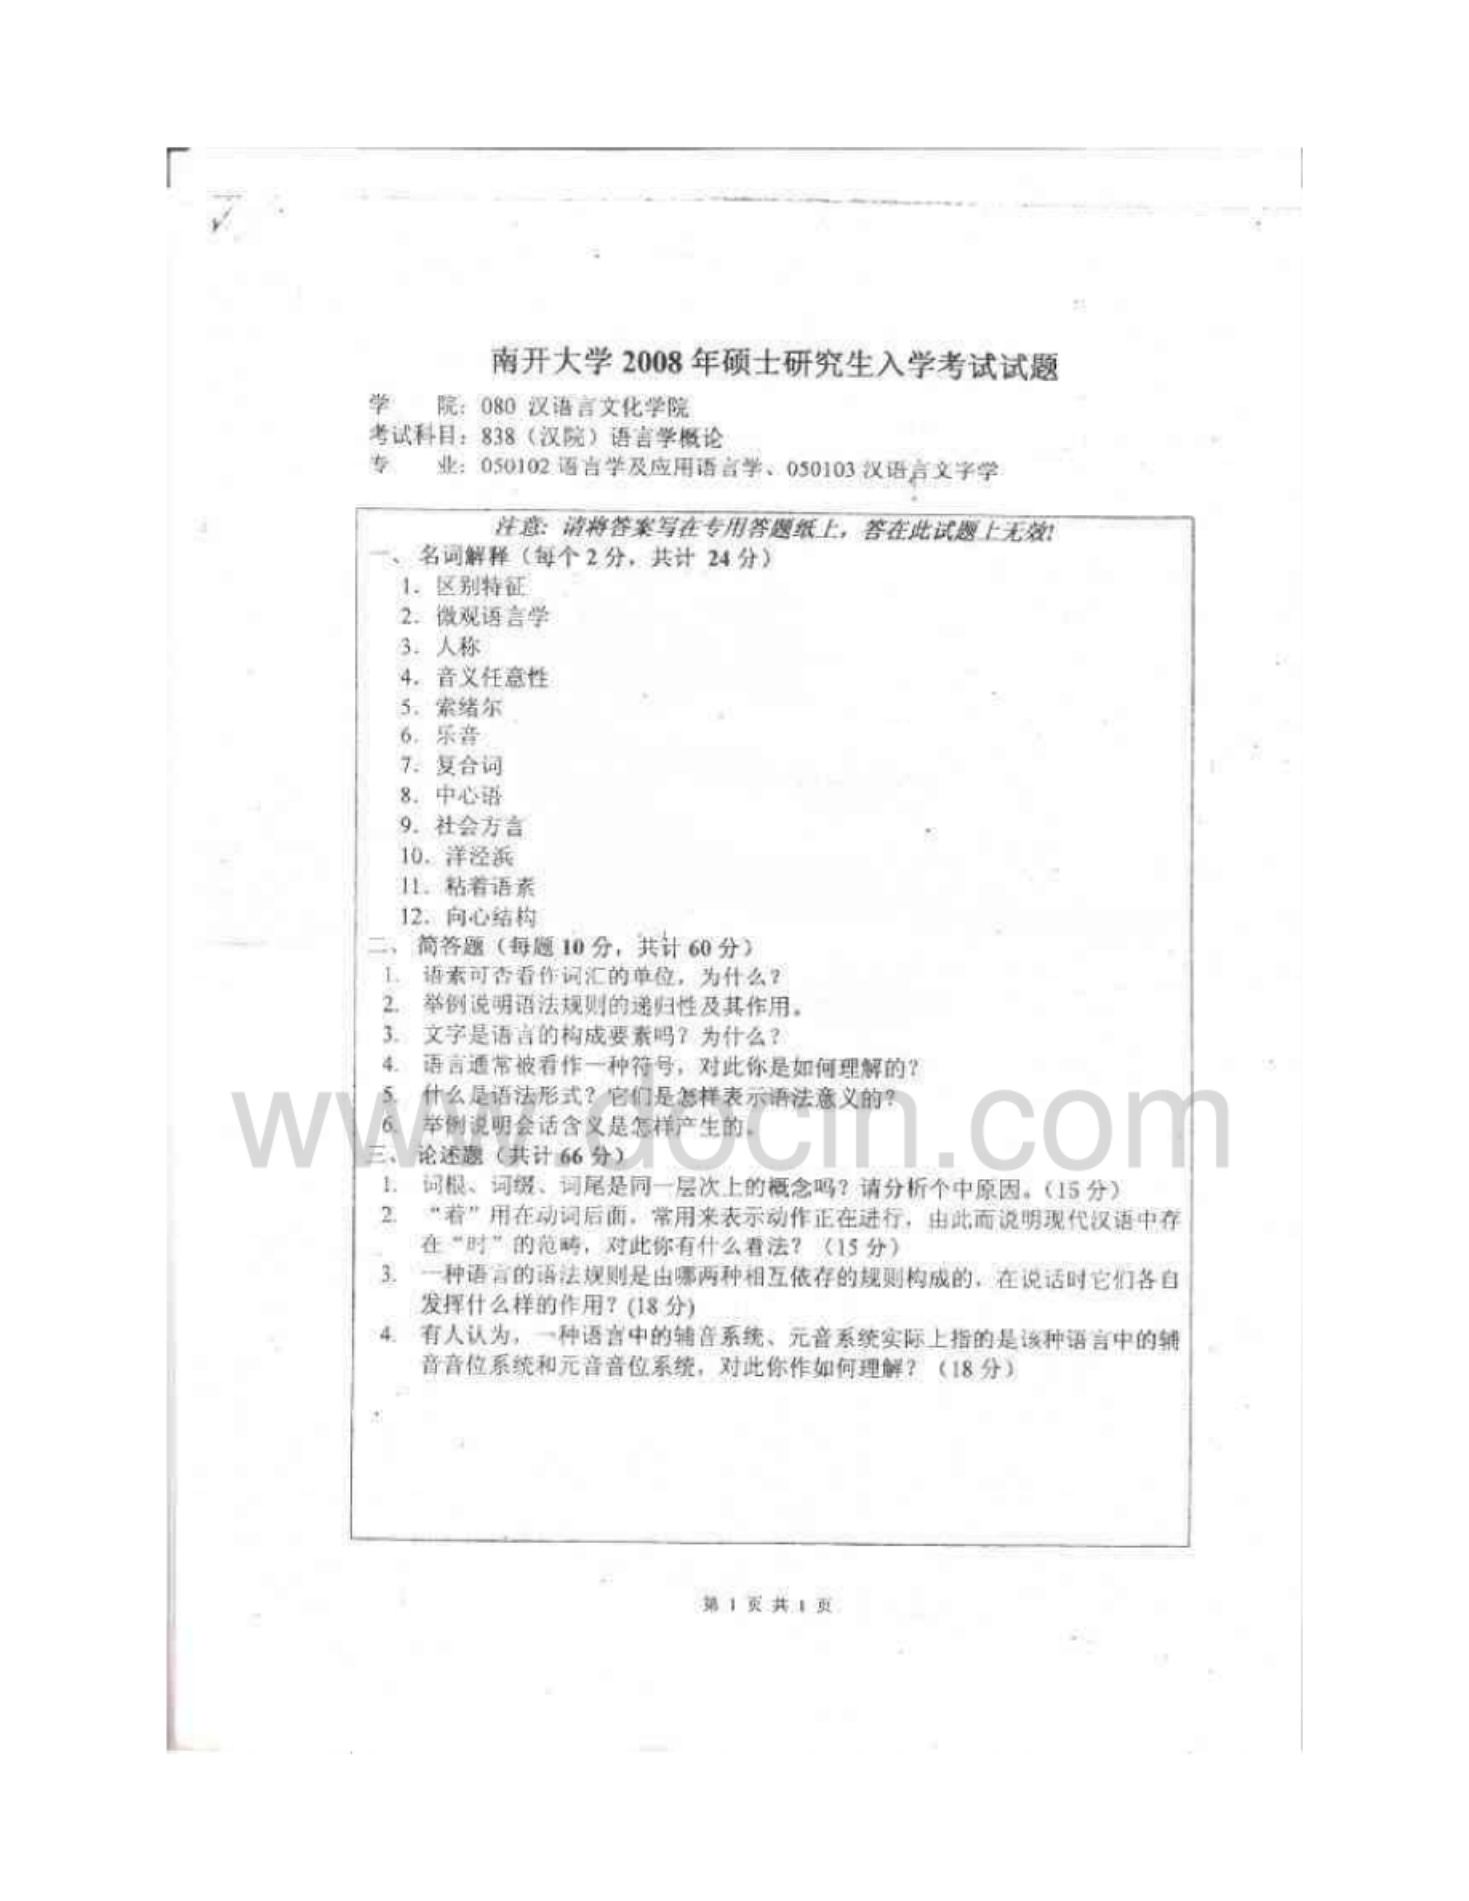 南开大学 2008 年硕士研究生入学考试试题
学 院：080 汉语言文化学院
考试科目：838（汉院）语言学概论
专 业：050102 语言学及应用语言学、050103 汉语言文字学
注意：请将答案写在专用答题纸上，答在此试题上无效!
一、名词解释（每个 2 分，共计 24 分）
1. 区别特征
2. 微观语言学
3. 人称
4. 音义任意性
5. 索绪尔
6. 乐音
7. 复合词
8. 中心语
9. 社会方言
10. 洋泾浜
11. 粘着语素
12. 向心结构
二、简答题（每题 10 分，共计 60 分）
1. 语素可否看作词汇的单位，为什么？
2. 举例说明语法规则的递归性及其作用。
3. 文字是语言的构成要素吗？为什么？
4. 语言通常被看作一种符号，对此你是如何理解的？
5. 什么是语法形式？它们是怎样表示语法意义的？
6. 举例说明会话含义是怎样产生的。
www.docin.com
三、论述题（共计 66 分）
1. 词根、词缀、词尾是同一层次上的概念吗？请分析个中原因。（15 分）
2. “着”用在动词后面，常用来表示动作正在进行，由此而说明现代汉语中存
在“时”的范畴，对此你有什么看法？（15 分）
3. 一种语言的语法规则是由哪两种相互依存的规则构成的，在说话时它们各自
发挥什么样的作用？(18 分)
4. 有人认为，一种语言中的辅音系统、元音系统实际上指的是该种语言中的辅
音音位系统和元音音位系统，对此你作如何理解？（18 分）
第 1 页 共 1 页